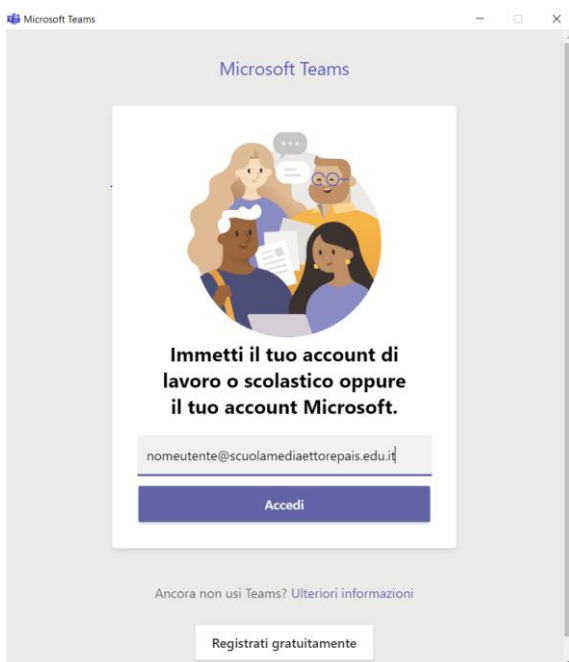 Microsoft Teams
Microsoft Teams
Immetti il tuo account di
lavoro o scolastico oppure
il tuo account Microsoft.
nomeutente@scuolamediaettorepais.edu.it
Accedi
Ancora non usi Teams? Ulteriori informazioni
Registrati gratuitamente